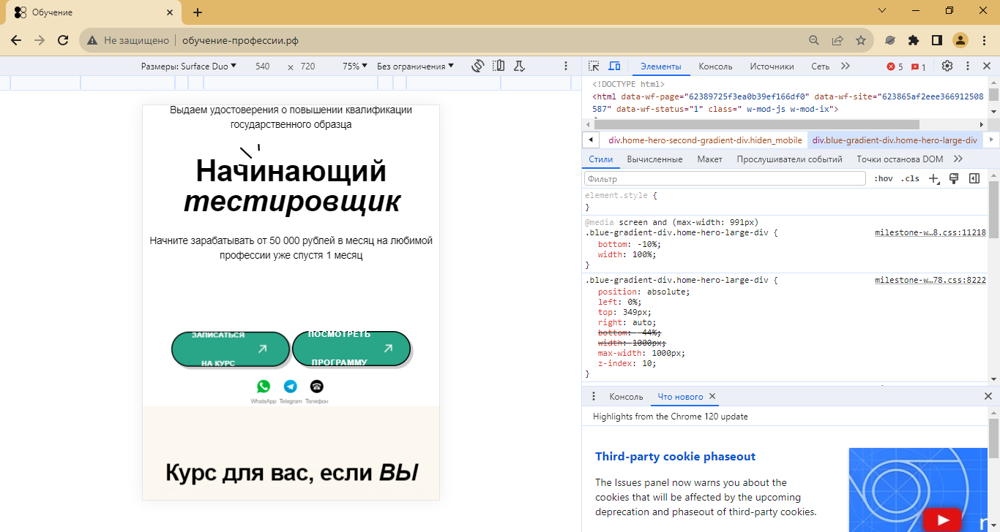 Обучение
Не защищено
обучение-профессии.рф
Размеры: Surface Duo
540
×
720
75%
Без ограничения
Элементы
Консоль
Источники
Сеть
5
1
<!DOCTYPE html>
<html data-wf-page="62389725f3ea0b39ef166df0" data-wf-site="623865af2eee366912508
587" data-wf-status="1" class=" w-mod-js w-mod-ix">
div.home-hero-second-gradient-div.hiden_mobile
div.blue-gradient-div.home-hero-large-div
Стили
Вычисленные
Макет
Прослушиватели событий
Точки останова DOM
Фильтр
:hov
.cls
element.style {
}
@media screen and (max-width: 991px)
.blue-gradient-div.home-hero-large-div {
milestone-w…8.css:11218
bottom: -10%;
width: 100%;
}
.blue-gradient-div.home-hero-large-div {
milestone-w…78.css:8222
position: absolute;
left: 0%;
top: 349px;
right: auto;
bottom: -44%;
width: 1000px;
max-width: 1000px;
z-index: 10;
}
Консоль
Что нового
Highlights from the Chrome 120 update
Third-party cookie phaseout
The Issues panel now warns you about the
cookies that will be affected by the upcoming
deprecation and phaseout of third-party cookies.
Выдаем удостоверения о повышении квалификации
государственного образца
Начинающий
тестировщик
Начните зарабатывать от 50 000 рублей в месяц на любимой
профессии уже спустя 1 месяц
ЗАПИСАТЬСЯ
НА КУРС
ПОСМОТРЕТЬ
ПРОГРАММУ
WhatsApp
Telegram
Телефон
Курс для вас, если ВЫ